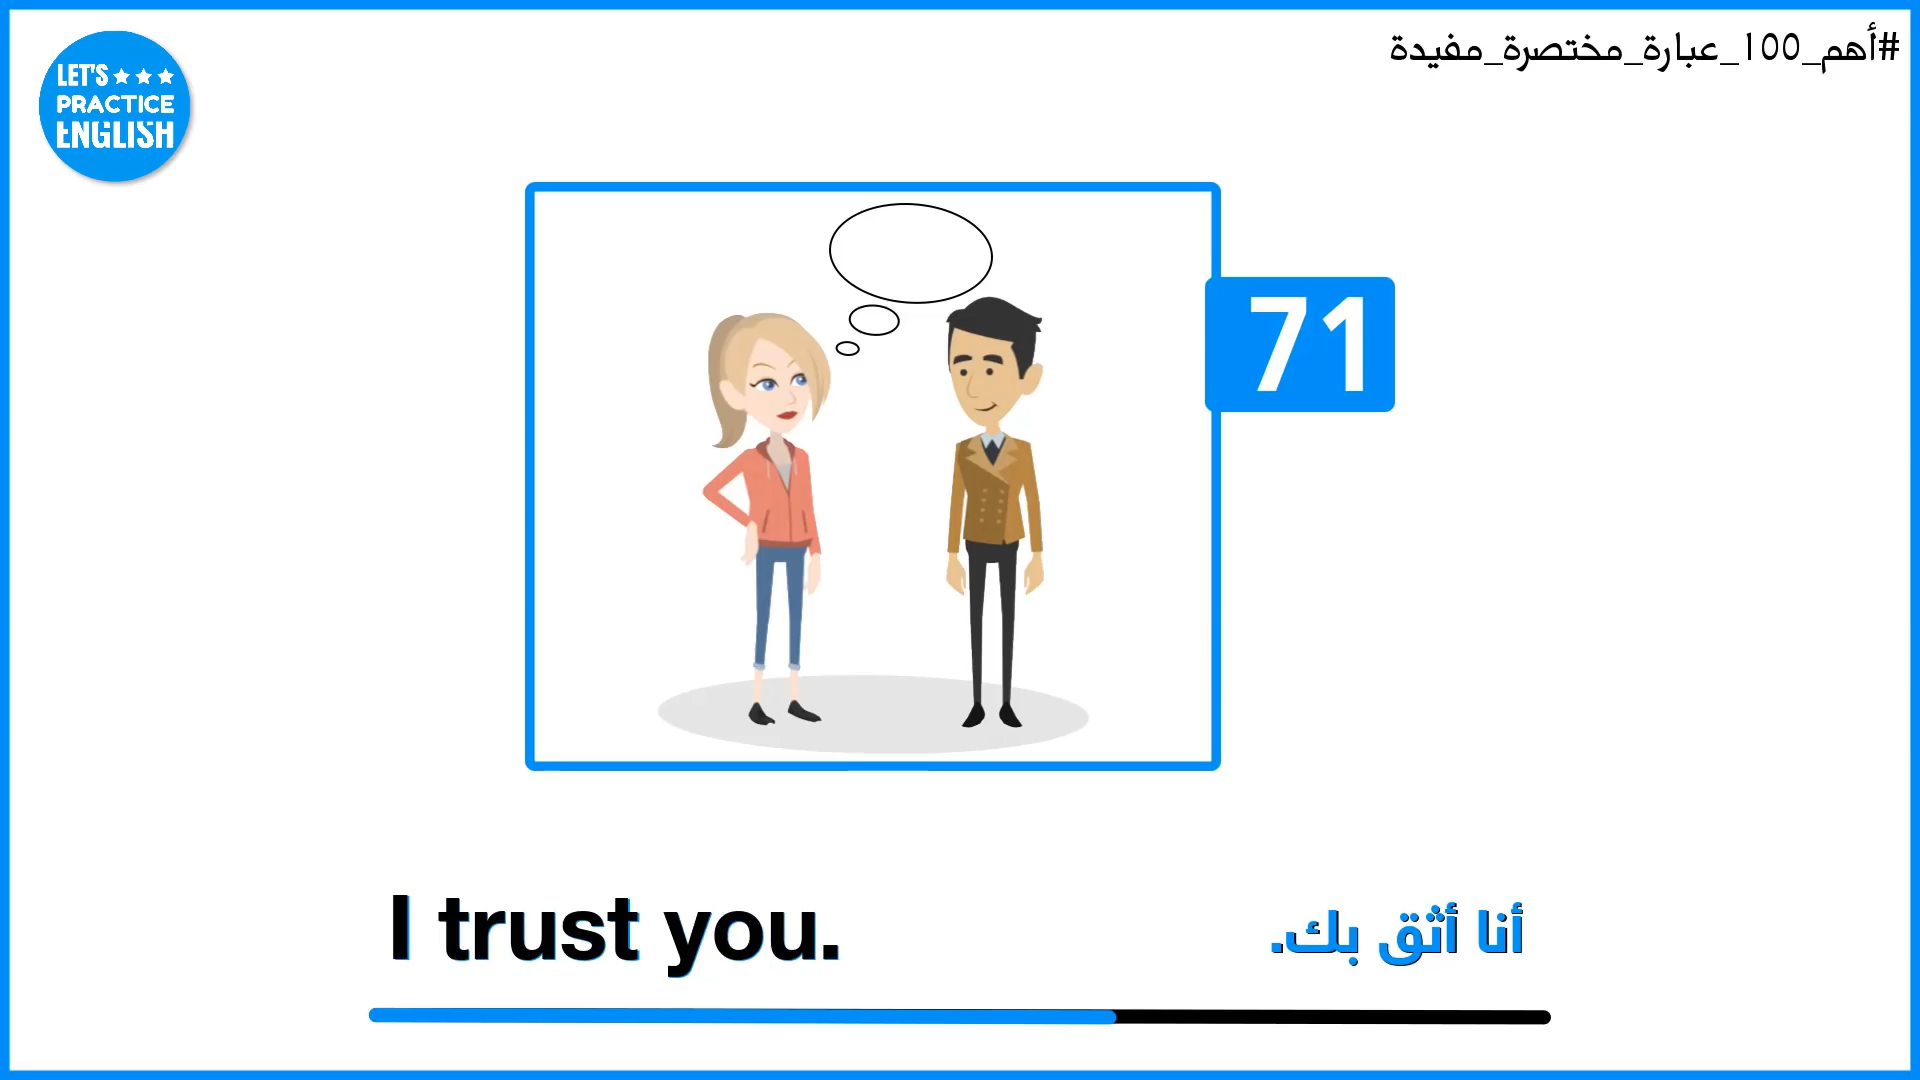 LET'S
PRACTICE
ENGLISH
#أهم_100_عبارة_مختصرة_مفيدة
71
I trust you.
أنا أثق بك.